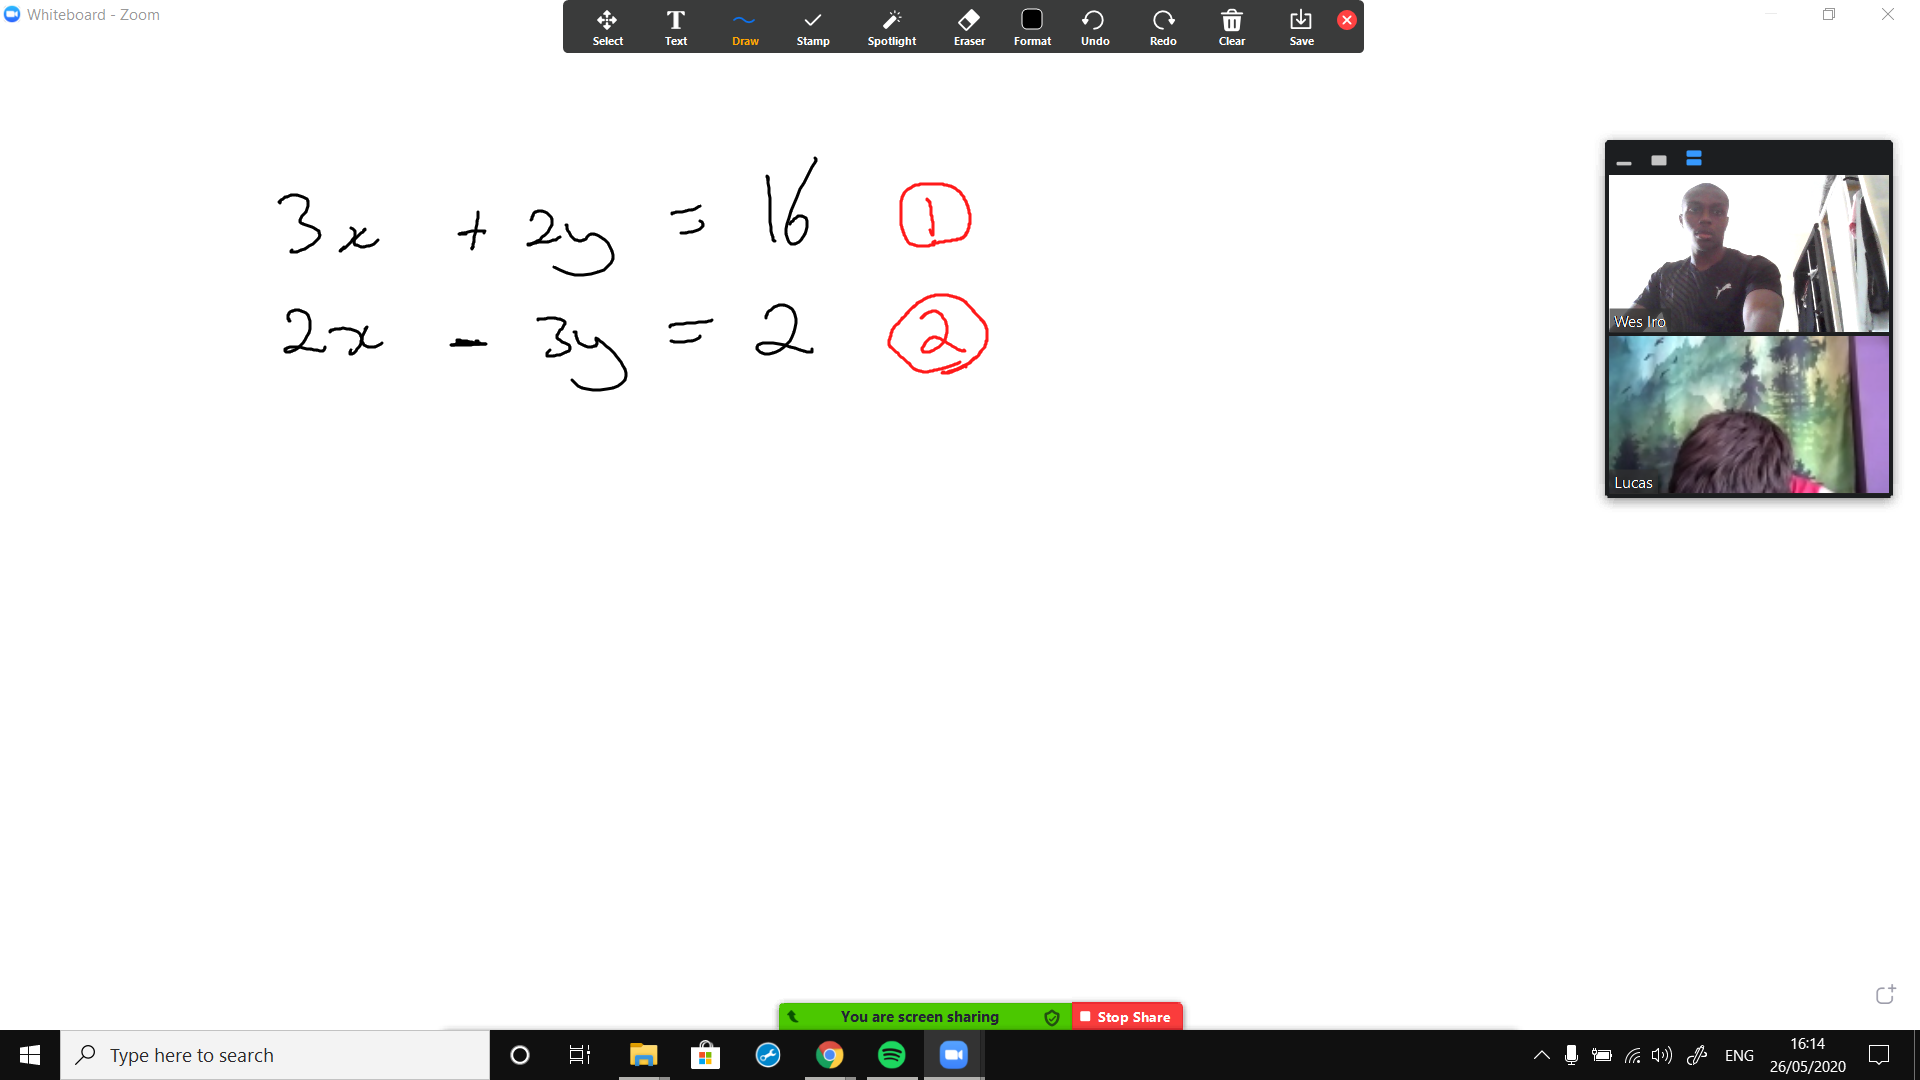 Whiteboard - Zoom
Select Text Draw Stamp Spotlight Eraser Format Undo Redo Clear Save
3x + 2y = 16 1
2x - 3y = 2 2
Wes Iro
Lucas
You are screen sharing Stop Share
Type here to search
ENG
16:14
26/05/2020